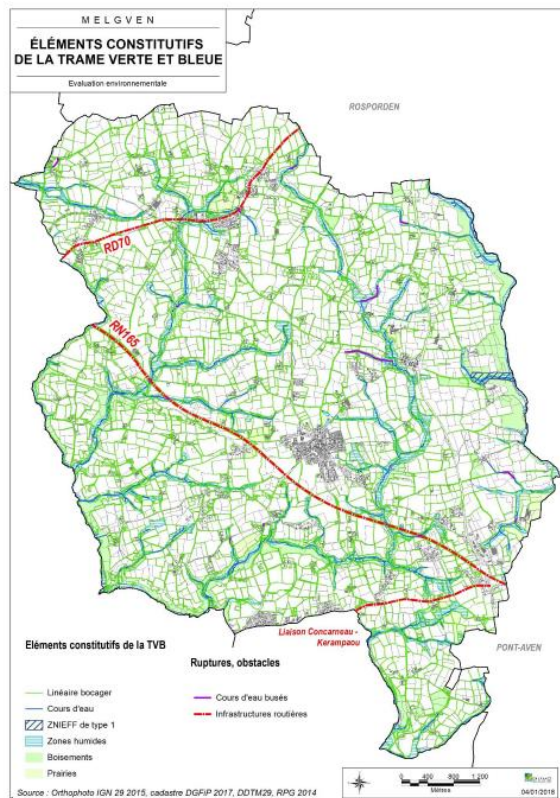 MELGVEN
ÉLÉMENTS CONSTITUTIFS
DE LA TRAME VERTE ET BLEUE
Evaluation environnementale
ROSPORDEN
RD70
RN165
Liaison Concarneau -
Kerampaou
PONT-AVEN
Eléments constitutifs de la TVB
Linéaire bocager
Cours d'eau
ZNIEFF de type 1
Zones humides
Boisements
Prairies
Ruptures, obstacles
Cours d'eau busés
Infrastructures routières
0 400 800 1 200
Mètres
04/01/2019
Source : Orthophoto IGN 29 2015, cadastre DGFiP 2017, DDTM29, RPG 2014